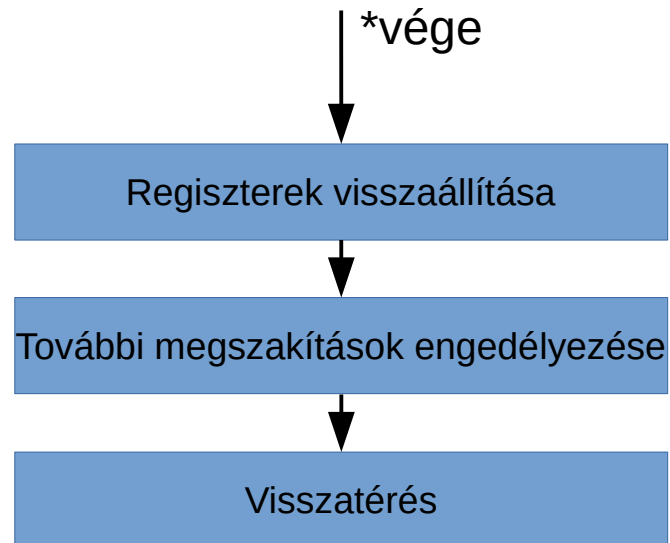 *vége
Regiszterek visszaállítása
További megszakítások engedélyezése
Visszatérés